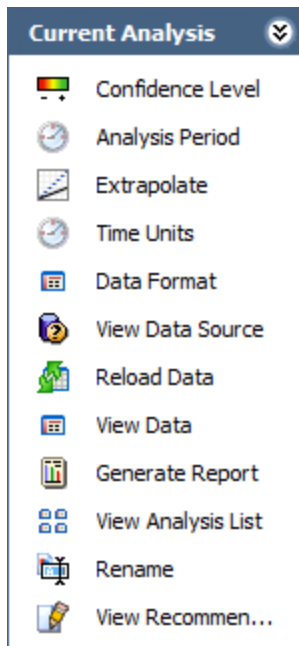 Current Analysis
Confidence Level
Analysis Period
Extrapolate
Time Units
Data Format
View Data Source
Reload Data
View Data
Generate Report
View Analysis List
Rename
View Recommen...